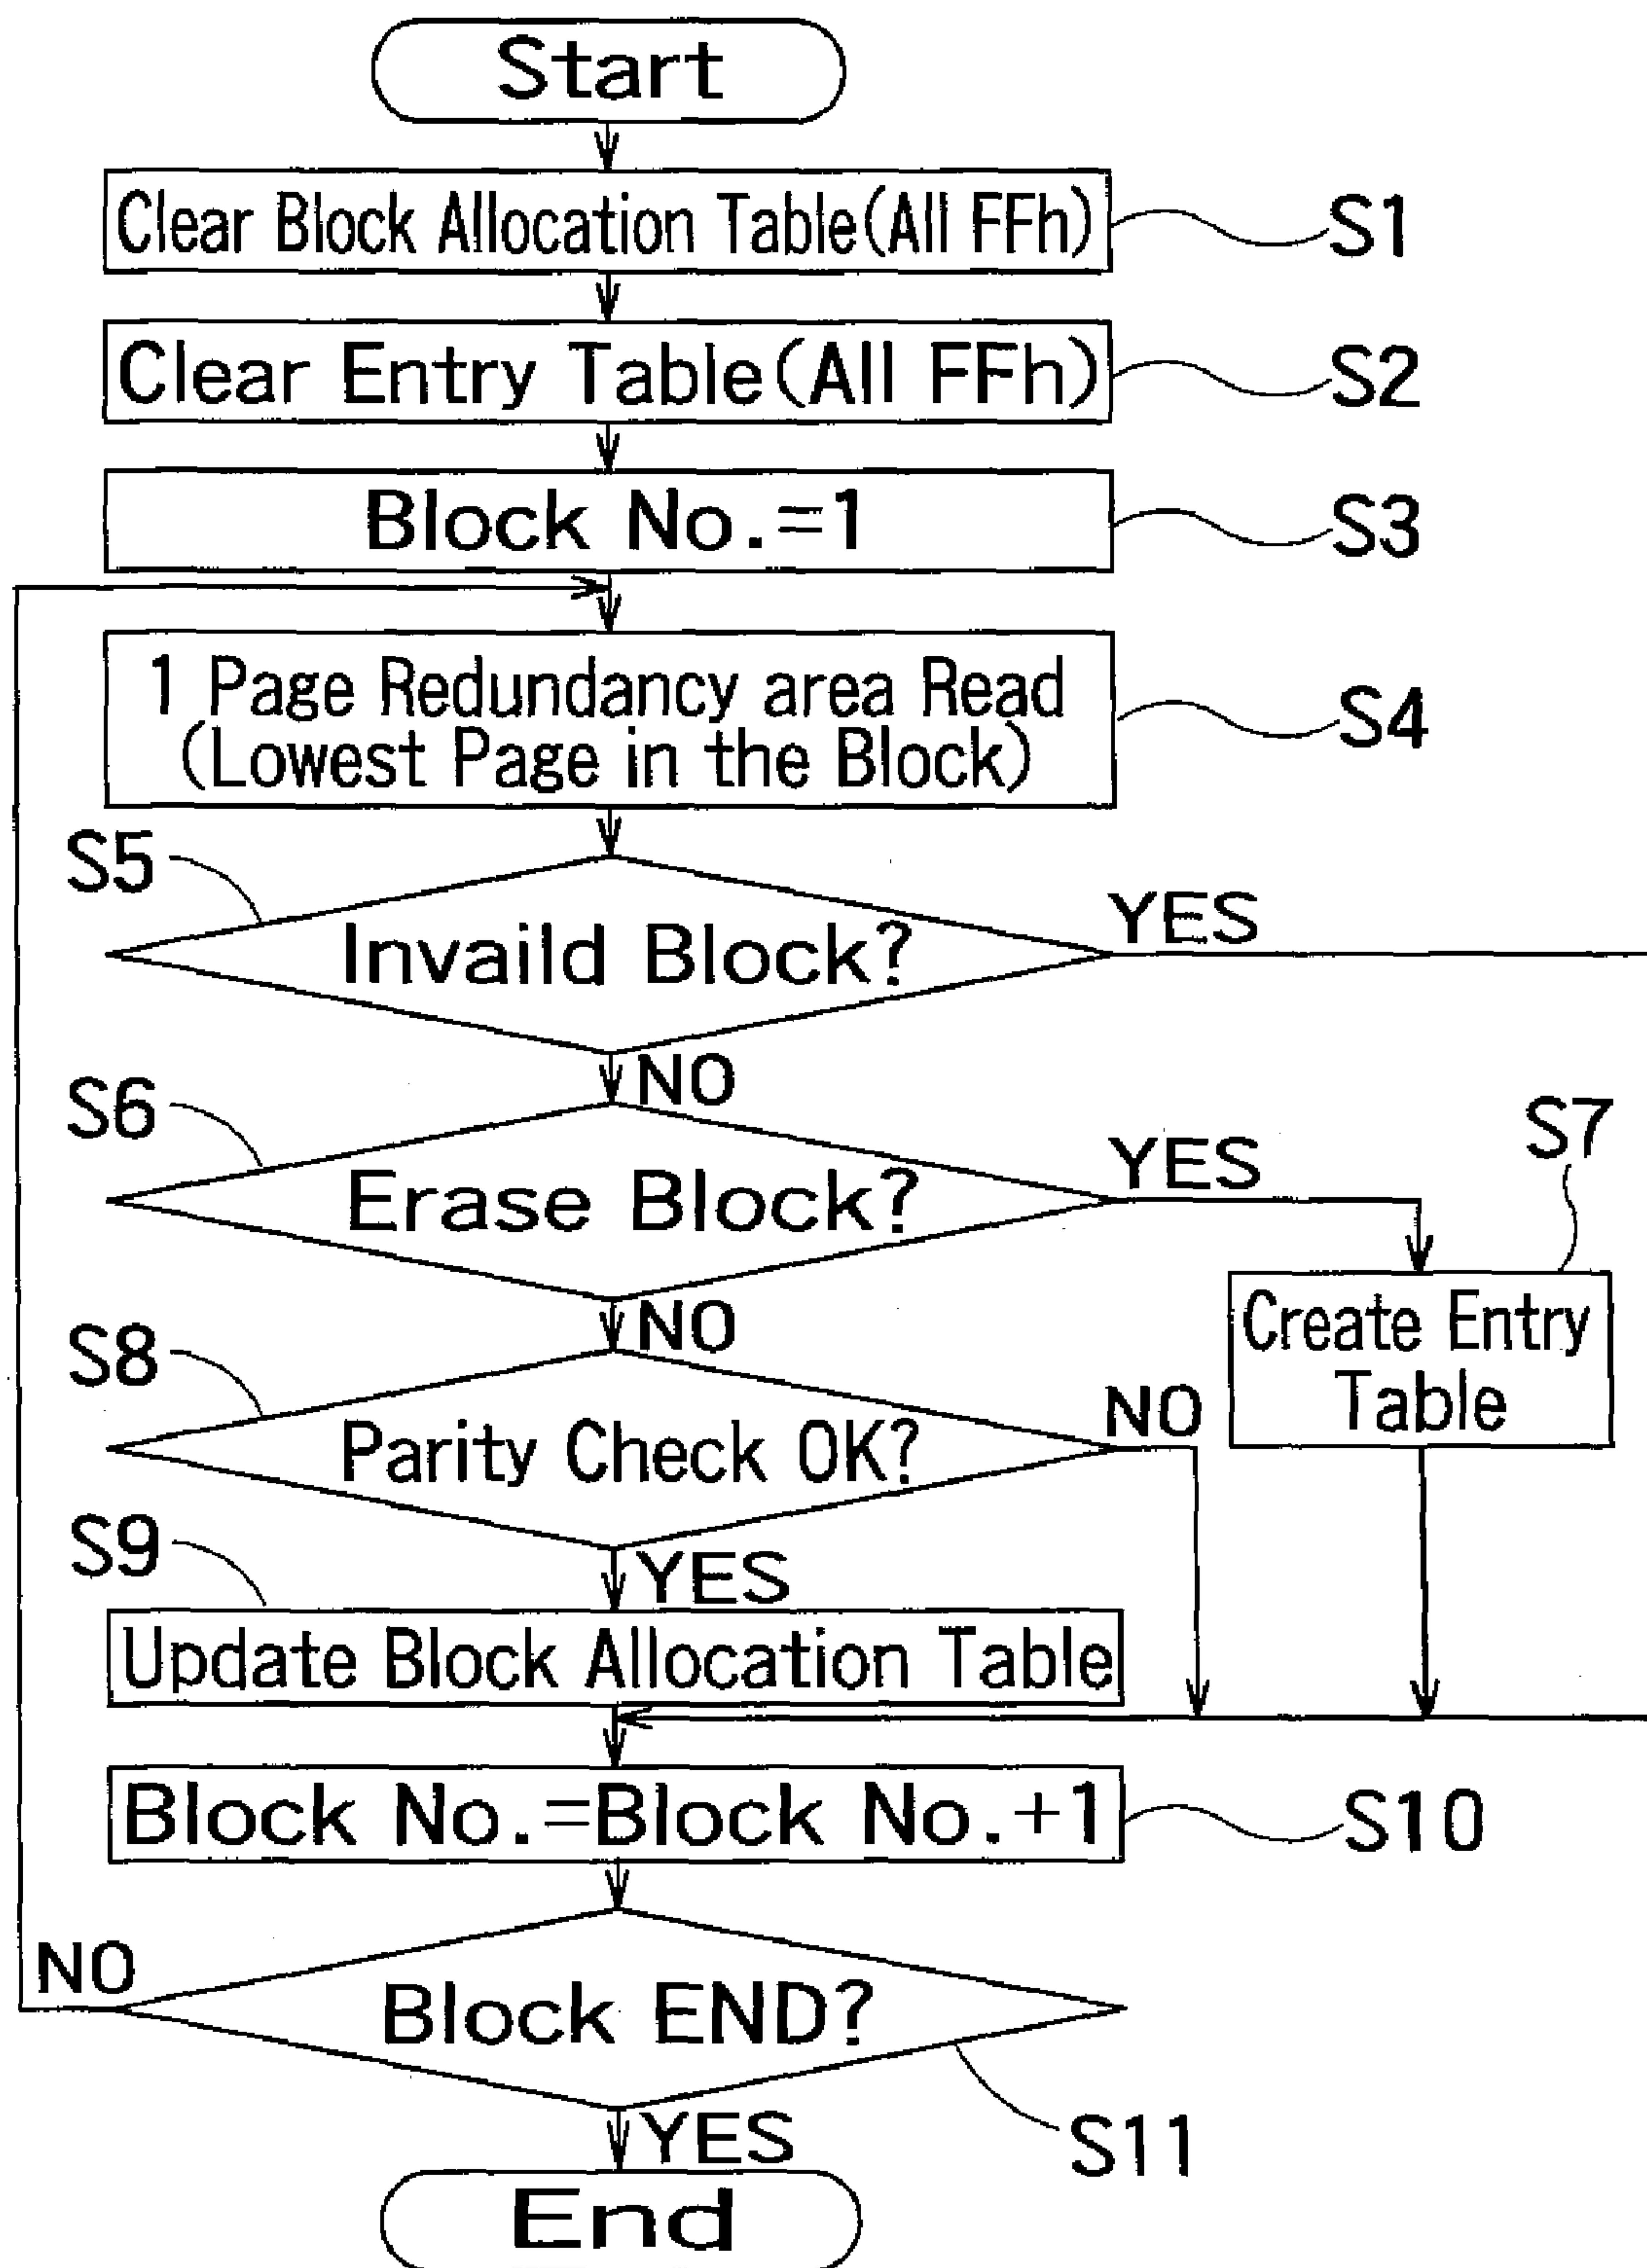 Start
Clear Block Allocation Table(All FFh)
S1
Clear Entry Table(All FFh)
S2
Block No.=1
S3
1 Page Redundancy area Read
(Lowest Page in the Block)
S4
S5
Invaild Block?
YES
NO
S6
Erase Block?
YES
S7
NO
Create Entry
Table
S8
Parity Check OK?
NO
YES
S9
Update Block Allocation Table
Block No.=Block No.+1
S10
NO
Block END?
YES
S11
End